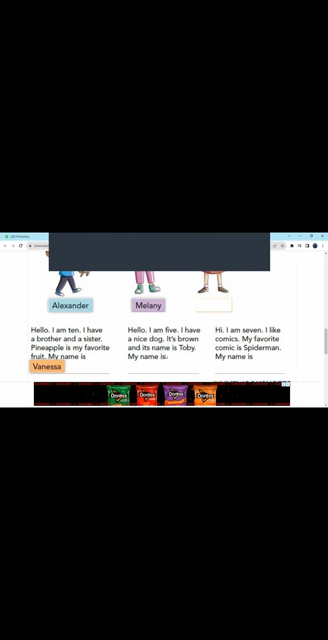 Alexander
Melany
Hello. I am ten. I have
a brother and a sister.
Pineapple is my favorite
fruit. My name is
Vanessa
Hello. I am five. I have
a nice dog. It's brown
and its name is Toby.
My name is:
Hi. I am seven. I like
comics. My favorite
comic is Spiderman.
My name is
Doritos
Doritos
Doritos
Doritos